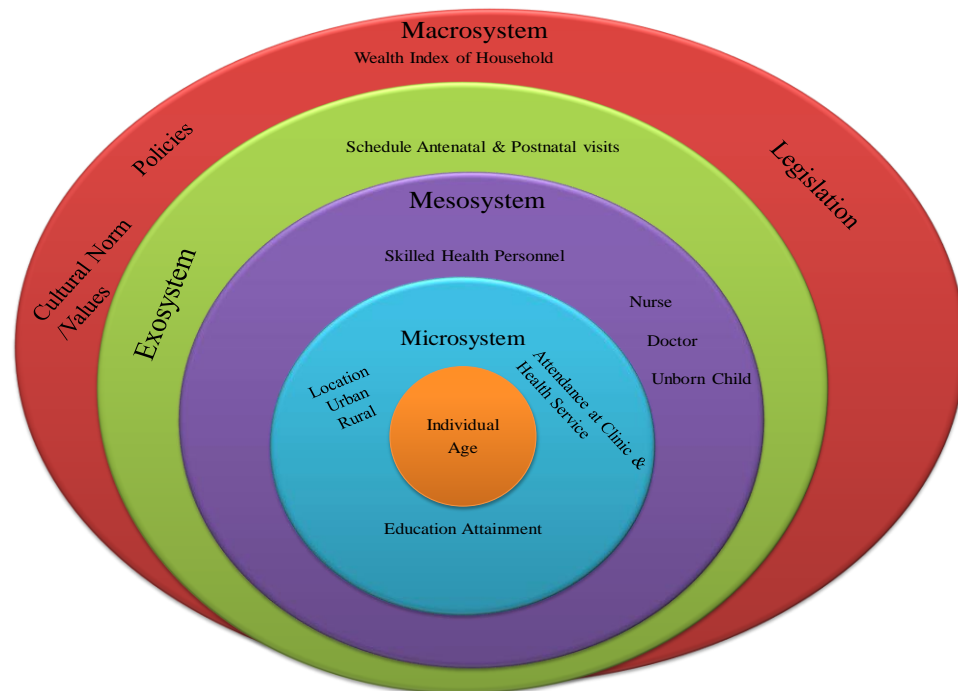 Macrosystem
Wealth Index of Household
Policies
Legislation
Cultural Norm
/Values
Schedule Antenatal & Postnatal visits
Exosystem
Mesosystem
Skilled Health Personnel
Nurse
Doctor
Unborn Child
Microsystem
Location
Urban
Rural
Attendance at Clinic &
Health Service
Individual
Age
Education Attainment